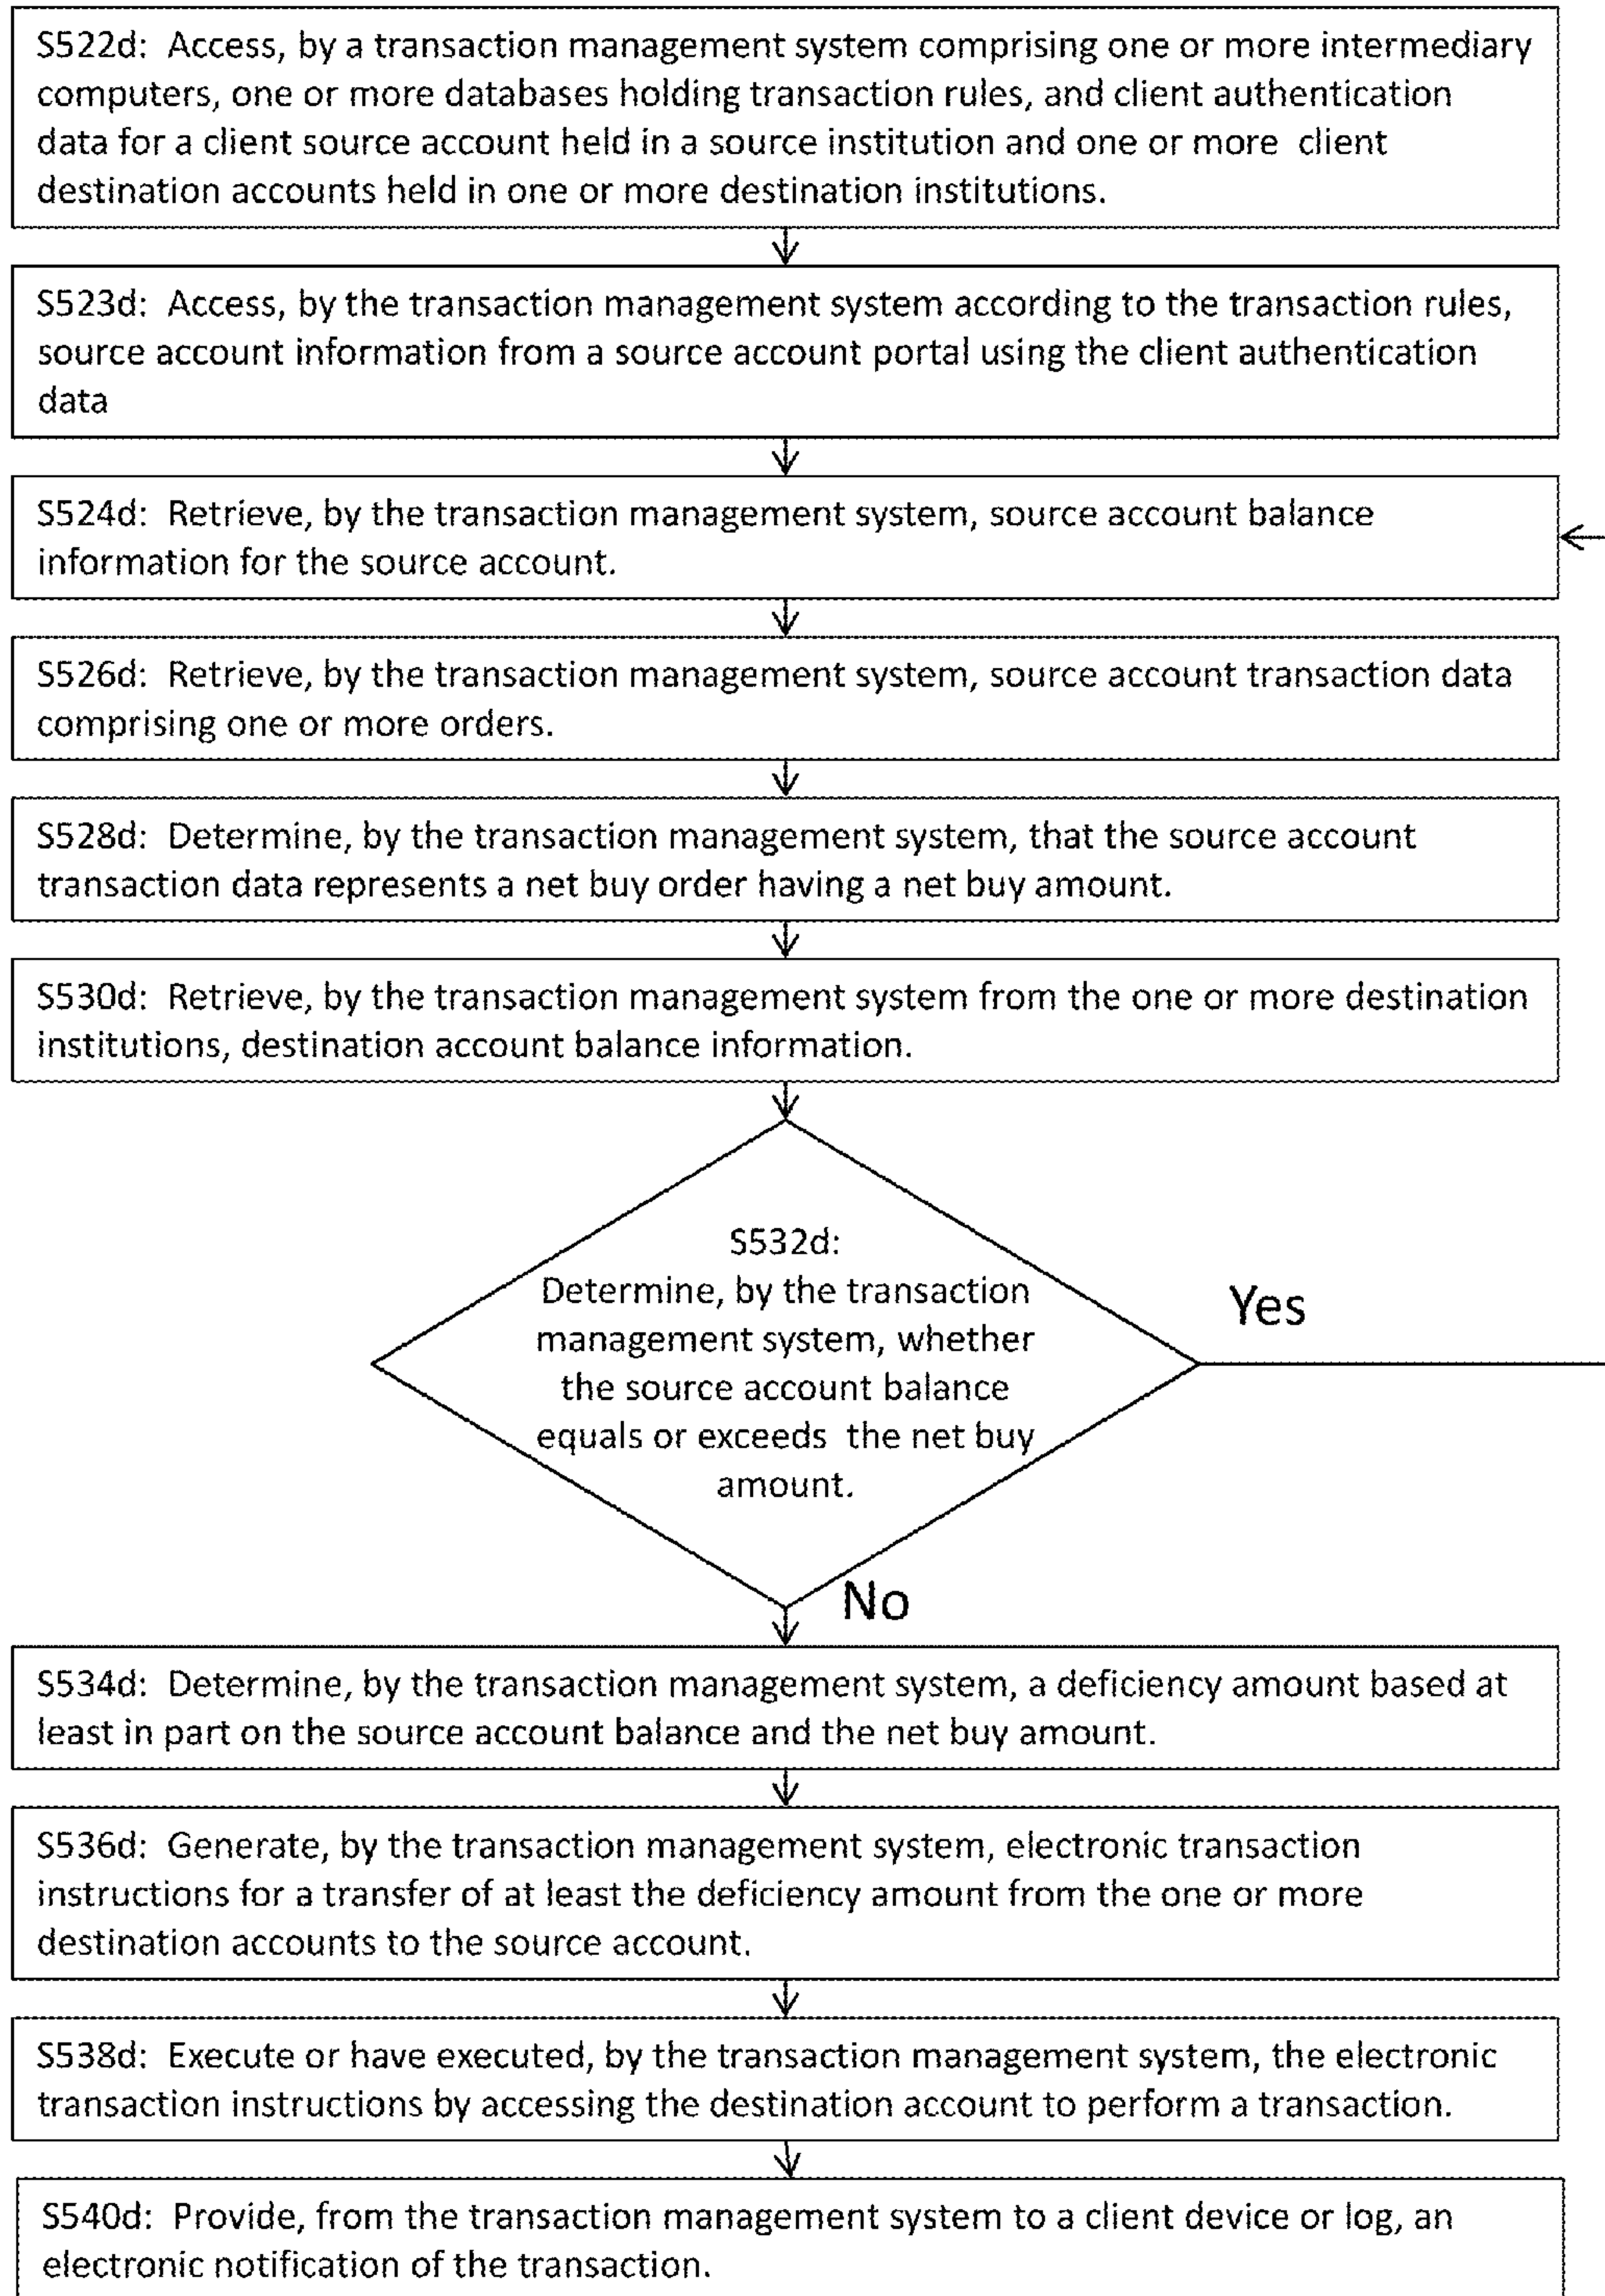 S522d: Access, by a transaction management system comprising one or more intermediary
computers, one or more databases holding transaction rules, and client authentication
data for a client source account held in a source institution and one or more client
destination accounts held in one or more destination institutions.
S523d: Access, by the transaction management system according to the transaction rules,
source account information from a source account portal using the client authentication
data
S524d: Retrieve, by the transaction management system, source account balance
information for the source account.
S526d: Retrieve, by the transaction management system, source account transaction data
comprising one or more orders.
S528d: Determine, by the transaction management system, that the source account
transaction data represents a net buy order having a net buy amount.
S530d: Retrieve, by the transaction management system from the one or more destination
institutions, destination account balance information.
S532d:
Determine, by the transaction
management system, whether
the source account balance
equals or exceeds the net buy
amount.
Yes
No
S534d: Determine, by the transaction management system, a deficiency amount based at
least in part on the source account balance and the net buy amount.
S536d: Generate, by the transaction management system, electronic transaction
instructions for a transfer of at least the deficiency amount from the one or more
destination accounts to the source account.
S538d: Execute or have executed, by the transaction management system, the electronic
transaction instructions by accessing the destination account to perform a transaction.
S540d: Provide, from the transaction management system to a client device or log, an
electronic notification of the transaction.